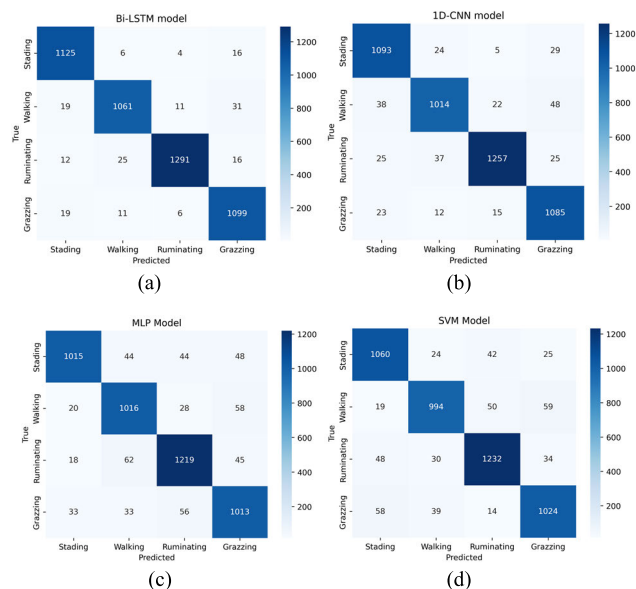 Bi-LSTM model
Stading 1125 6 4 16
Walking 19 1061 11 31
Ruminating 12 25 1291 16
Grazzing 19 11 6 1099
True
Stading Walking Ruminating Grazzing
Predicted
1200
1000
800
600
400
200
(a)
1D-CNN model
Stading 1093 24 5 29
Walking 38 1014 22 48
Ruminating 25 37 1257 25
Grazzing 23 12 15 1085
True
Stading Walking Ruminating Grazzing
Predicted
1200
1000
800
600
400
200
(b)
MLP Model
Stading 1015 44 44 48
Walking 20 1016 28 58
Ruminating 18 62 1219 45
Grazzing 33 33 56 1013
True
Stading Walking Ruminating Grazzing
Predicted
1200
1000
800
600
400
200
(c)
SVM Model
Stading 1060 24 42 25
Walking 19 994 50 59
Ruminating 48 30 1232 34
Grazzing 58 39 14 1024
True
Stading Walking Ruminating Grazzing
Predicted
1200
1000
800
600
400
200
(d)